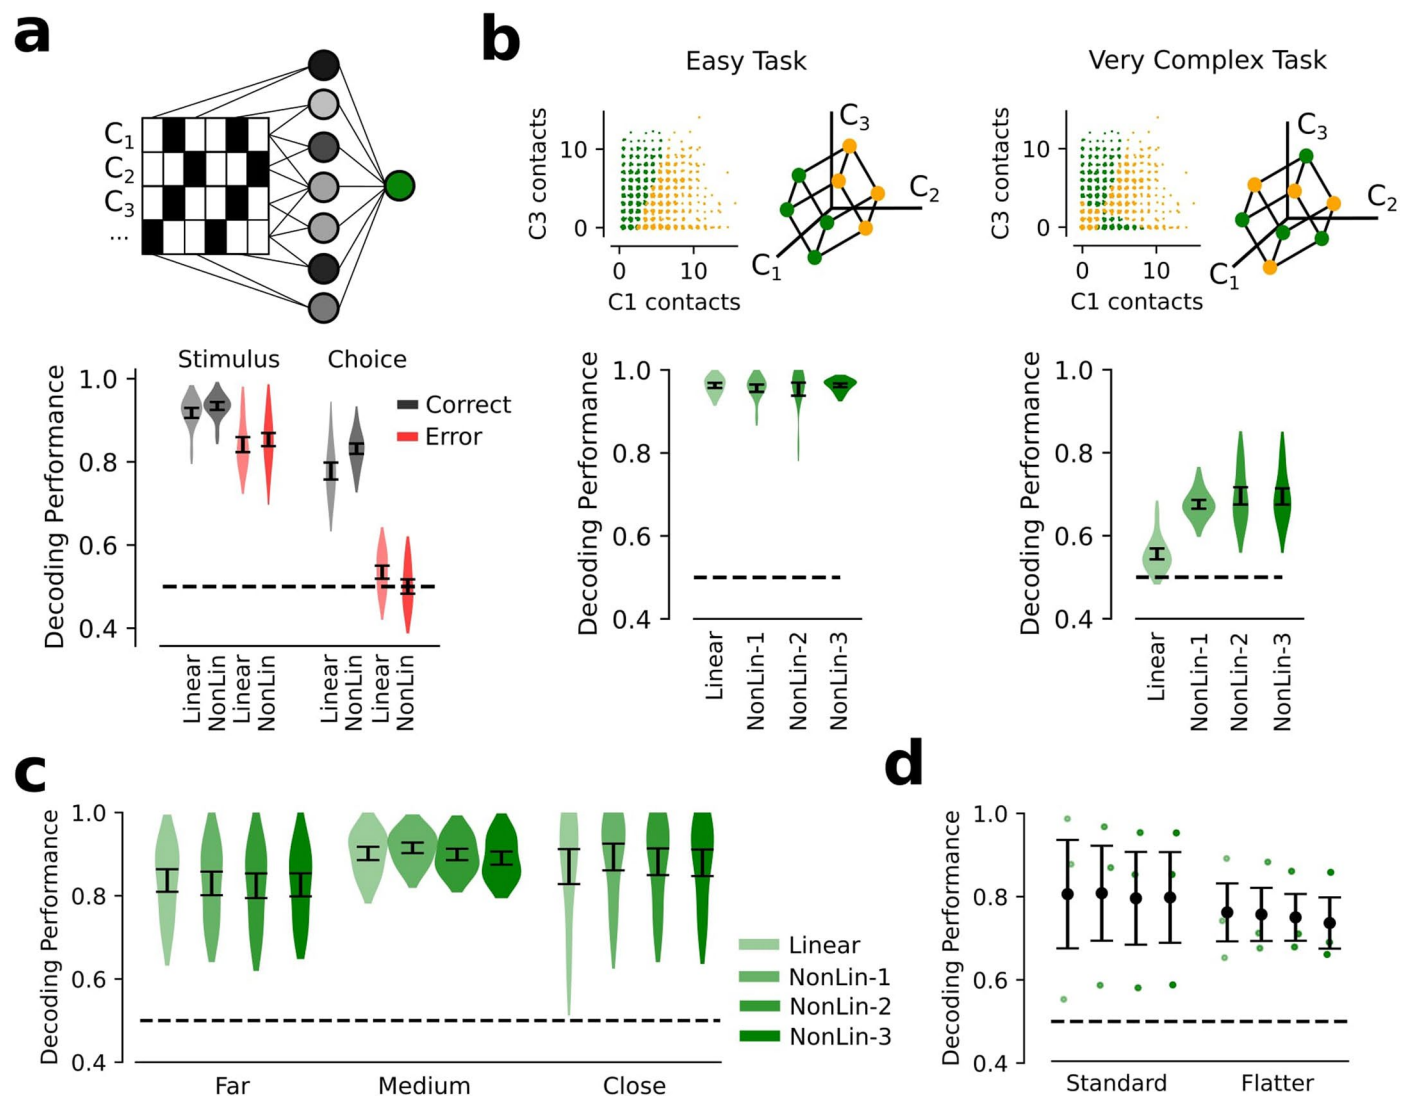 a
C1
C2
C3
...
Stimulus
Choice
Correct
Error
Decoding Performance
1.0
0.8
0.6
0.4
Linear
NonLin
Linear
NonLin
Linear
NonLin
Linear
NonLin
b
Easy Task
C3 contacts
10
0
0
10
C1 contacts
C3
C2
C1
Very Complex Task
C3 contacts
10
0
0
10
C1 contacts
C3
C2
C1
Decoding Performance
1.0
0.8
0.6
0.4
Linear
NonLin-1
NonLin-2
NonLin-3
Decoding Performance
1.0
0.8
0.6
0.4
Linear
NonLin-1
NonLin-2
NonLin-3
c
Decoding Performance
1.0
0.8
0.6
0.4
Far
Medium
Close
Linear
NonLin-1
NonLin-2
NonLin-3
d
Decoding Performance
1.0
0.8
0.6
0.4
Standard
Flatter